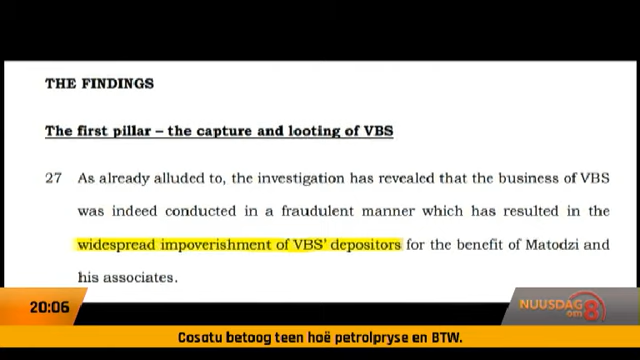 THE FINDINGS
The first pillar – the capture and looting of VBS
27 As already alluded to, the investigation has revealed that the business of VBS
was indeed conducted in a fraudulent manner which has resulted in the
widespread impoverishment of VBS' depositors for the benefit of Matodzi and
his associates.
20:06
NUUSDAG
om 8
Cosatu betoog teen hoë petrolpryse en BTW.